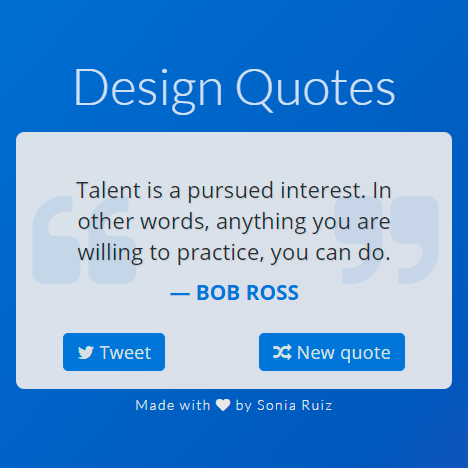 Design Quotes
Talent is a pursued interest. In
other words, anything you are
willing to practice, you can do.
— BOB ROSS
Tweet
New quote
Made with ❤ by Sonia Ruiz